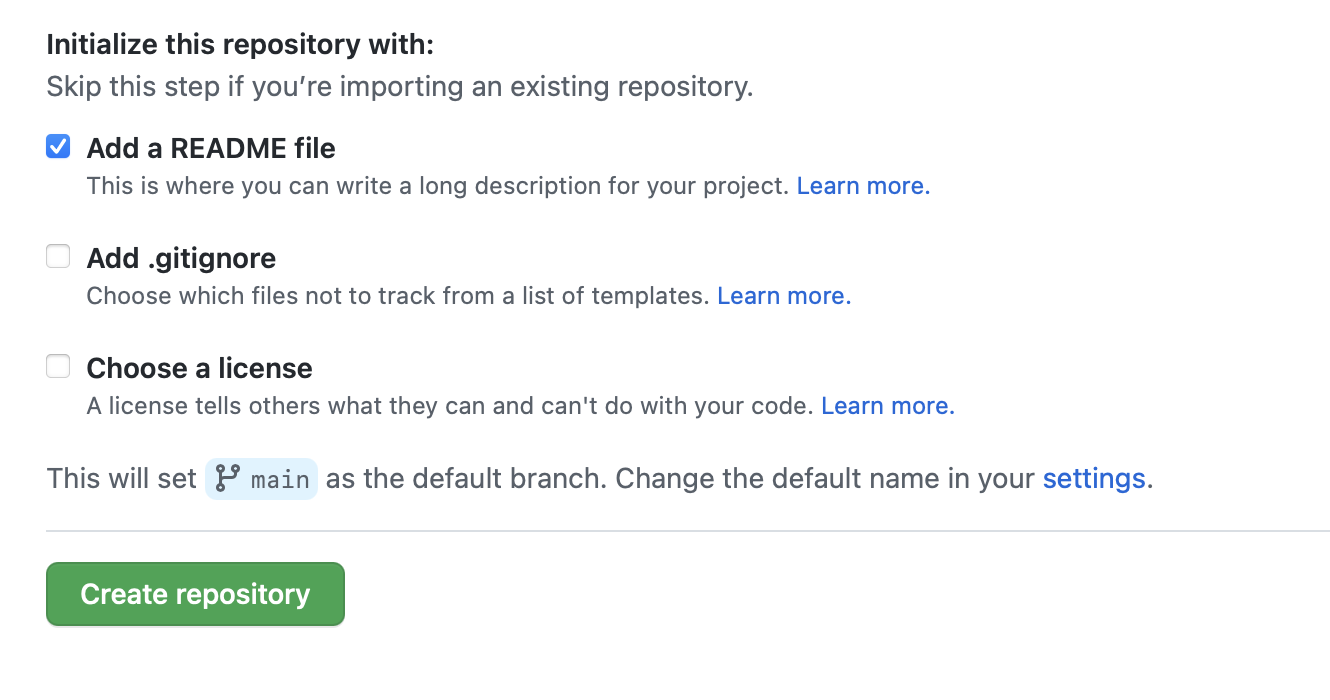 Initialize this repository with:
Skip this step if you’re importing an existing repository.
Add a README file
This is where you can write a long description for your project. Learn more.
Add .gitignore
Choose which files not to track from a list of templates. Learn more.
Choose a license
A license tells others what they can and can't do with your code. Learn more.
This will set main as the default branch. Change the default name in your settings.
Create repository